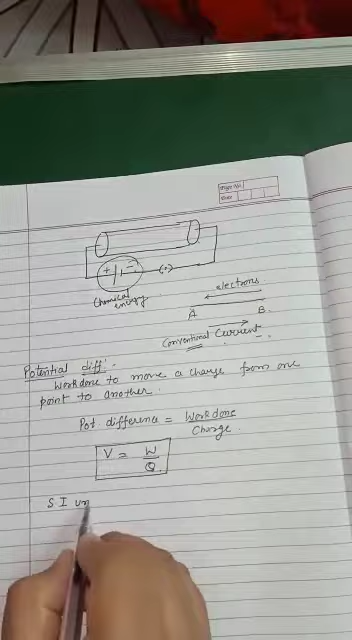 Page No.
Date
+ -
Chemical
energy
electrons
A B.
Conventional Current.
Potential diff:-
Work done to move a charge from one
point to another.
Pot difference = Work done
Charge.
V = W
Q.
S I un